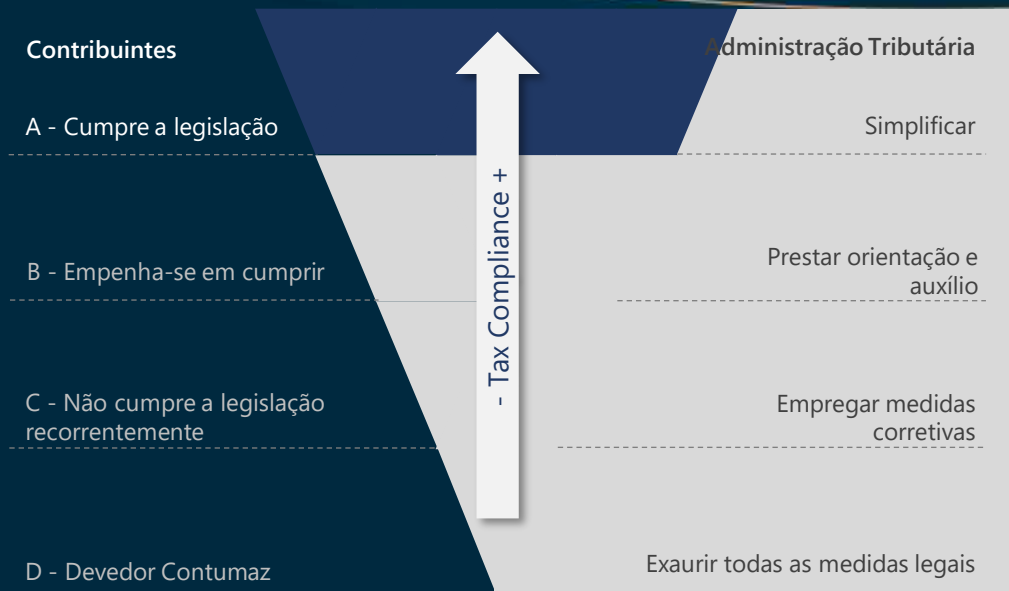 Contribuintes
Administração Tributária
A - Cumpre a legislação
Simplificar
B - Empenha-se em cumprir
Prestar orientação e
auxílio
C - Não cumpre a legislação
recorrentemente
Empregar medidas
corretivas
D - Devedor Contumaz
Exaurir todas as medidas legais
- Tax Compliance +